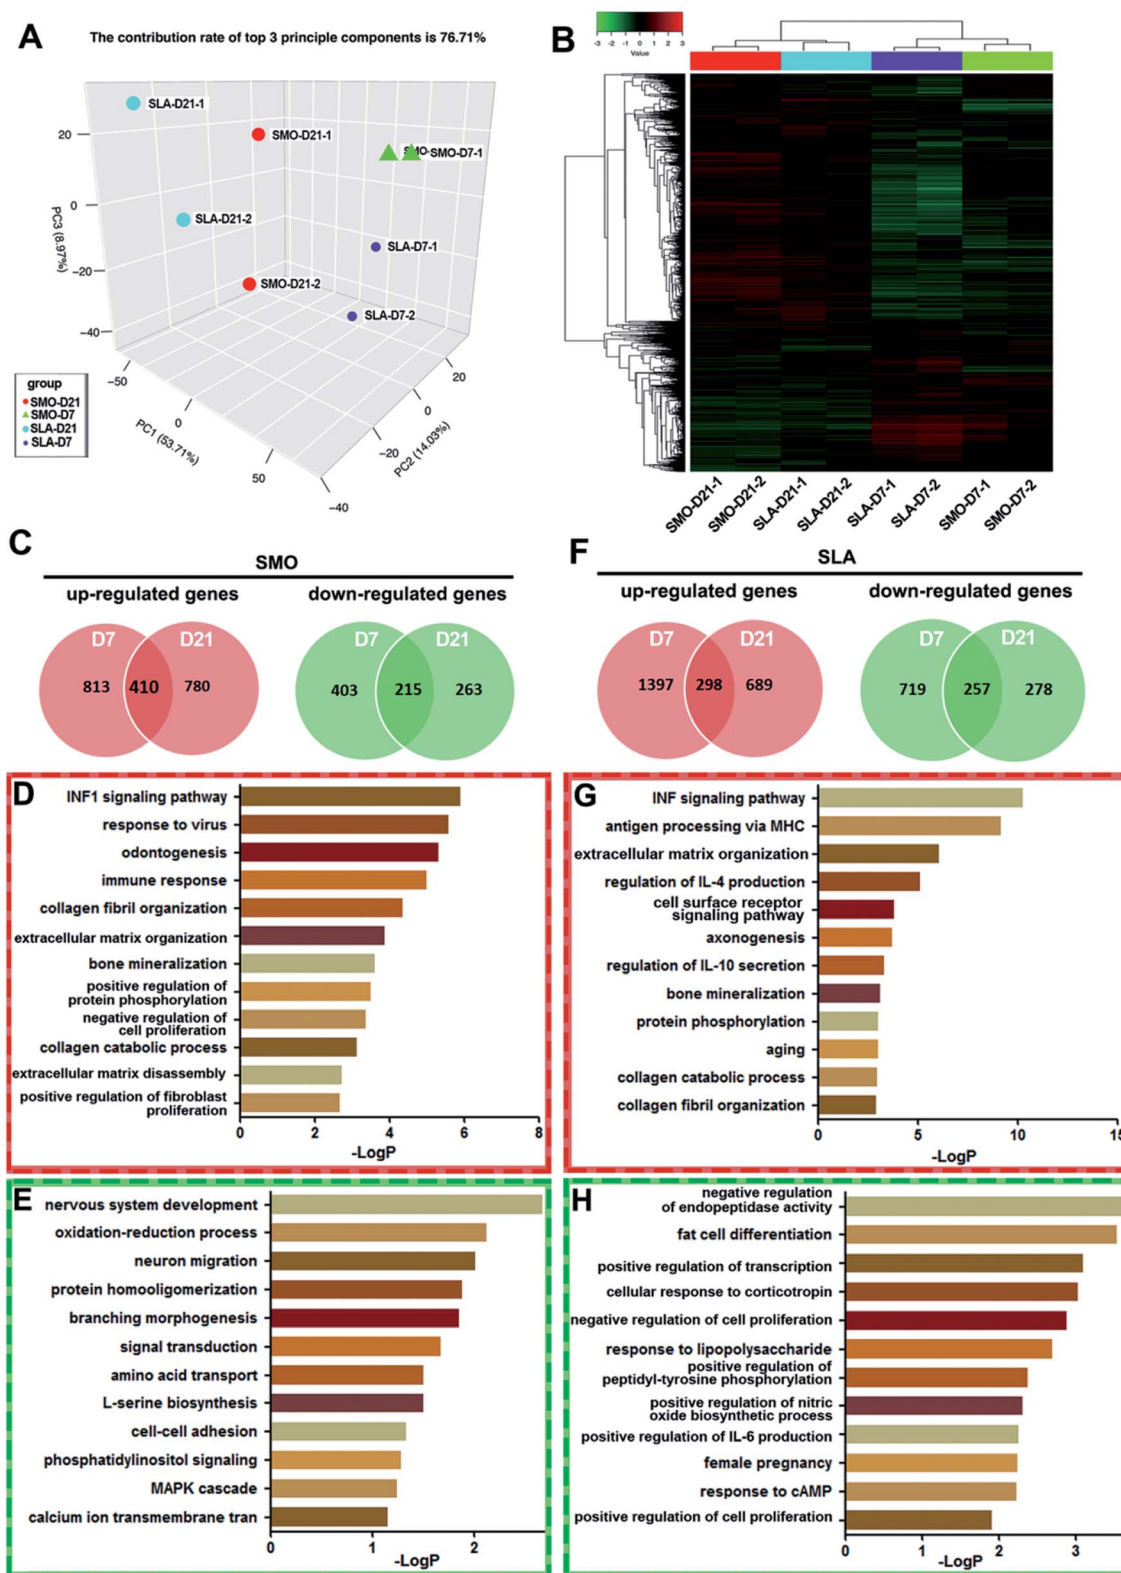 A
The contribution rate of top 3 principle components is 76.71%
SLA-D21-1
SMO-D21-1
SMO-SMO-D7-1
SLA-D21-2
SLA-D7-1
SMO-D21-2
SLA-D7-2
20
0
−20
−40
PC3 (8.97%)
−50
0
50
PC1 (53.71%)
−40
−20
0
20
PC2 (14.03%)
group
SMO-D21
SMO-D7
SLA-D21
SLA-D7
B
-3 -2 -1 0 1 2 3
Value
SMO-D21-1
SMO-D21-2
SLA-D21-1
SLA-D21-2
SLA-D7-1
SLA-D7-2
SMO-D7-1
SMO-D7-2
C
SMO
up-regulated genes
down-regulated genes
D7 D21
813 410 780
D7 D21
403 215 263
F
SLA
up-regulated genes
down-regulated genes
D7 D21
1397 298 689
D7 D21
719 257 278
D
INF1 signaling pathway
response to virus
odontogenesis
immune response
collagen fibril organization
extracellular matrix organization
bone mineralization
positive regulation of
protein phosphorylation
negative regulation of
cell proliferation
collagen catabolic process
extracellular matrix disassembly
positive regulation of fibroblast
proliferation
0 2 4 6 8
-LogP
G
INF signaling pathway
antigen processing via MHC
extracellular matrix organization
regulation of IL-4 production
cell surface receptor
signaling pathway
axonogenesis
regulation of IL-10 secretion
bone mineralization
protein phosphorylation
aging
collagen catabolic process
collagen fibril organization
0 5 10 15
-LogP
E
nervous system development
oxidation-reduction process
neuron migration
protein homooligomerization
branching morphogenesis
signal transduction
amino acid transport
L-serine biosynthesis
cell-cell adhesion
phosphatidylinositol signaling
MAPK cascade
calcium ion transmembrane tran
0 1 2
-LogP
H
negative regulation
of endopeptidase activity
fat cell differentiation
positive regulation of transcription
cellular response to corticotropin
negative regulation of cell proliferation
response to lipopolysaccharide
positive regulation of
peptidyl-tyrosine phosphorylation
positive regulation of nitric
oxide biosynthetic process
positive regulation of IL-6 production
female pregnancy
response to cAMP
positive regulation of cell proliferation
0 1 2 3
-LogP